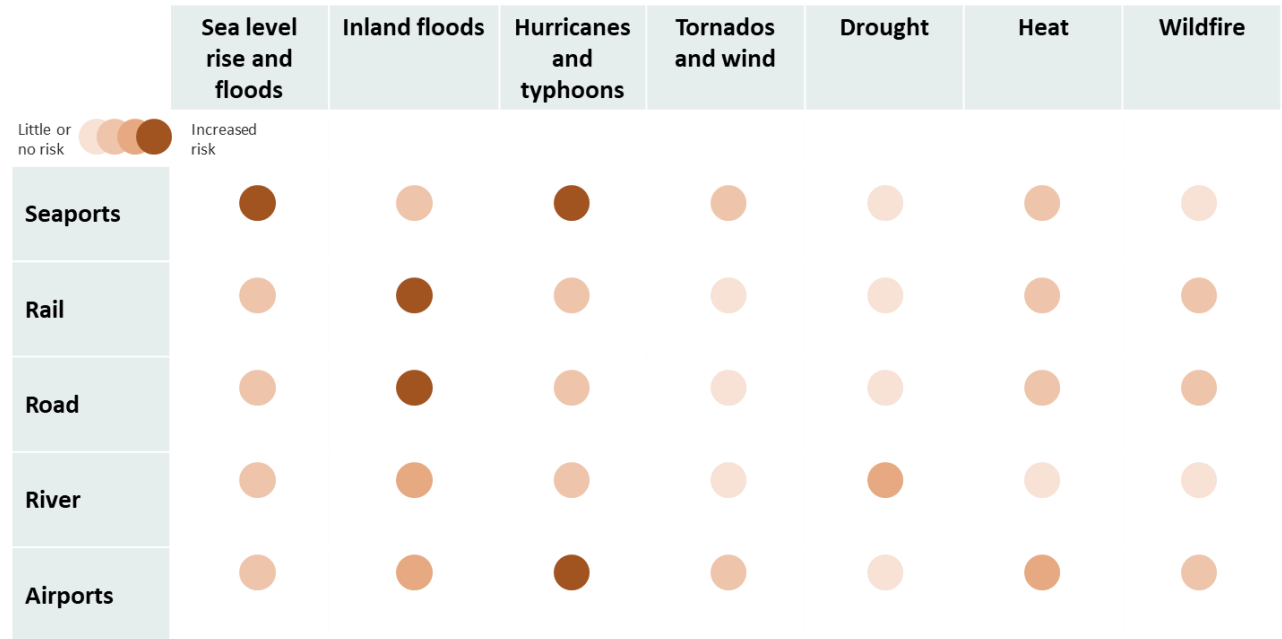 Sea level
rise and
floods
Inland floods
Hurricanes
and
typhoons
Tornados
and wind
Drought
Heat
Wildfire
Little or
no risk
Increased
risk
Seaports
Rail
Road
River
Airports